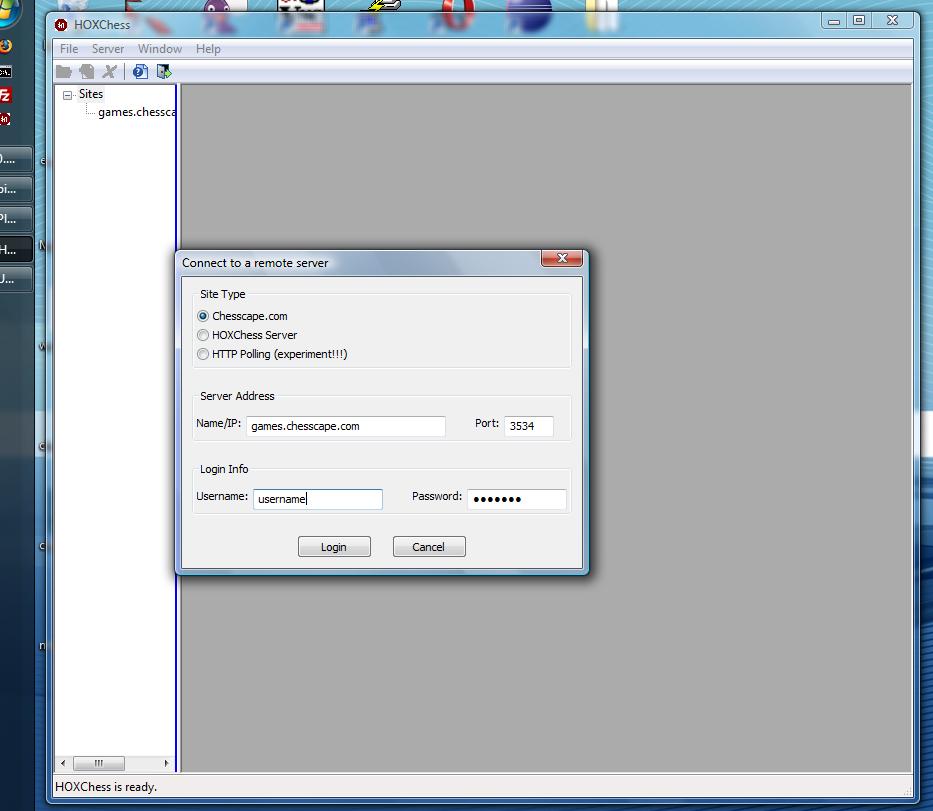 HOXChess
File Server Window Help
Sites
games.chessca
Connect to a remote server
Site Type
Chesscape.com
HOXChess Server
HTTP Polling (experiment!!!)
Server Address
Name/IP: games.chesscape.com Port: 3534
Login Info
Username: username Password: •••••••
Login Cancel
HOXChess is ready.